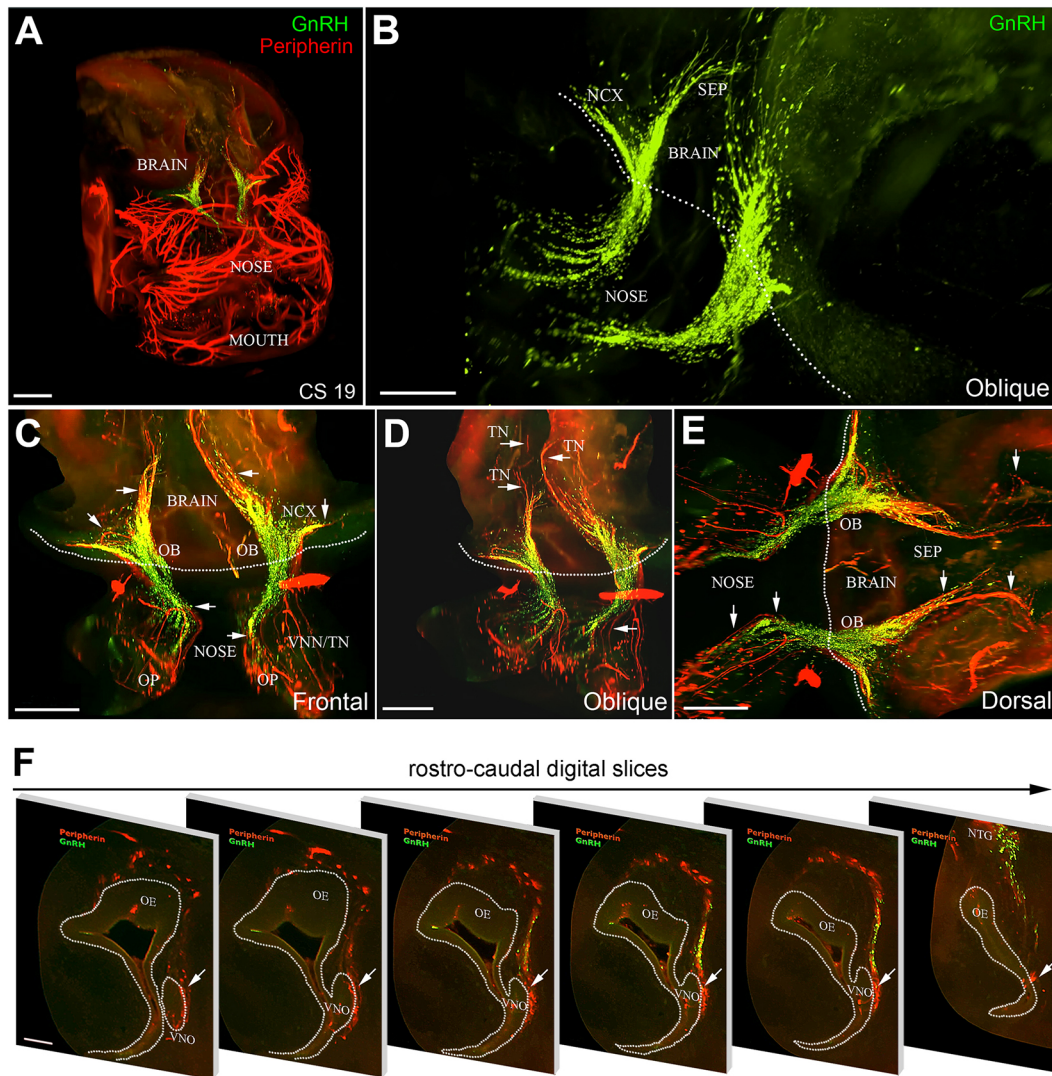 A
GnRH
Peripherin
BRAIN
NOSE
MOUTH
CS 19
B
GnRH
NCX
SEP
BRAIN
NOSE
Oblique
C
BRAIN
NCX
OB
OB
NOSE
VNN/TN
OP
OP
Frontal
D
TN
TN
TN
Oblique
E
OB
SEP
NOSE
BRAIN
OB
Dorsal
F
rostro-caudal digital slices
Peripherin
GnRH
OE
VNO
Peripherin
GnRH
OE
VNO
Peripherin
GnRH
OE
VNO
Peripherin
GnRH
OE
VNO
Peripherin
GnRH
OE
VNO
Peripherin
NTG
GnRH
OE